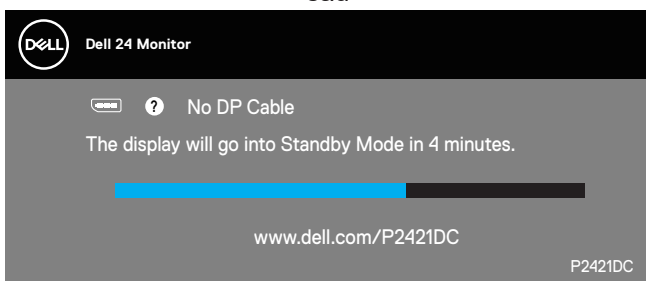 DELL
Dell 24 Monitor
? No DP Cable
The display will go into Standby Mode in 4 minutes.
www.dell.com/P2421DC
P2421DC